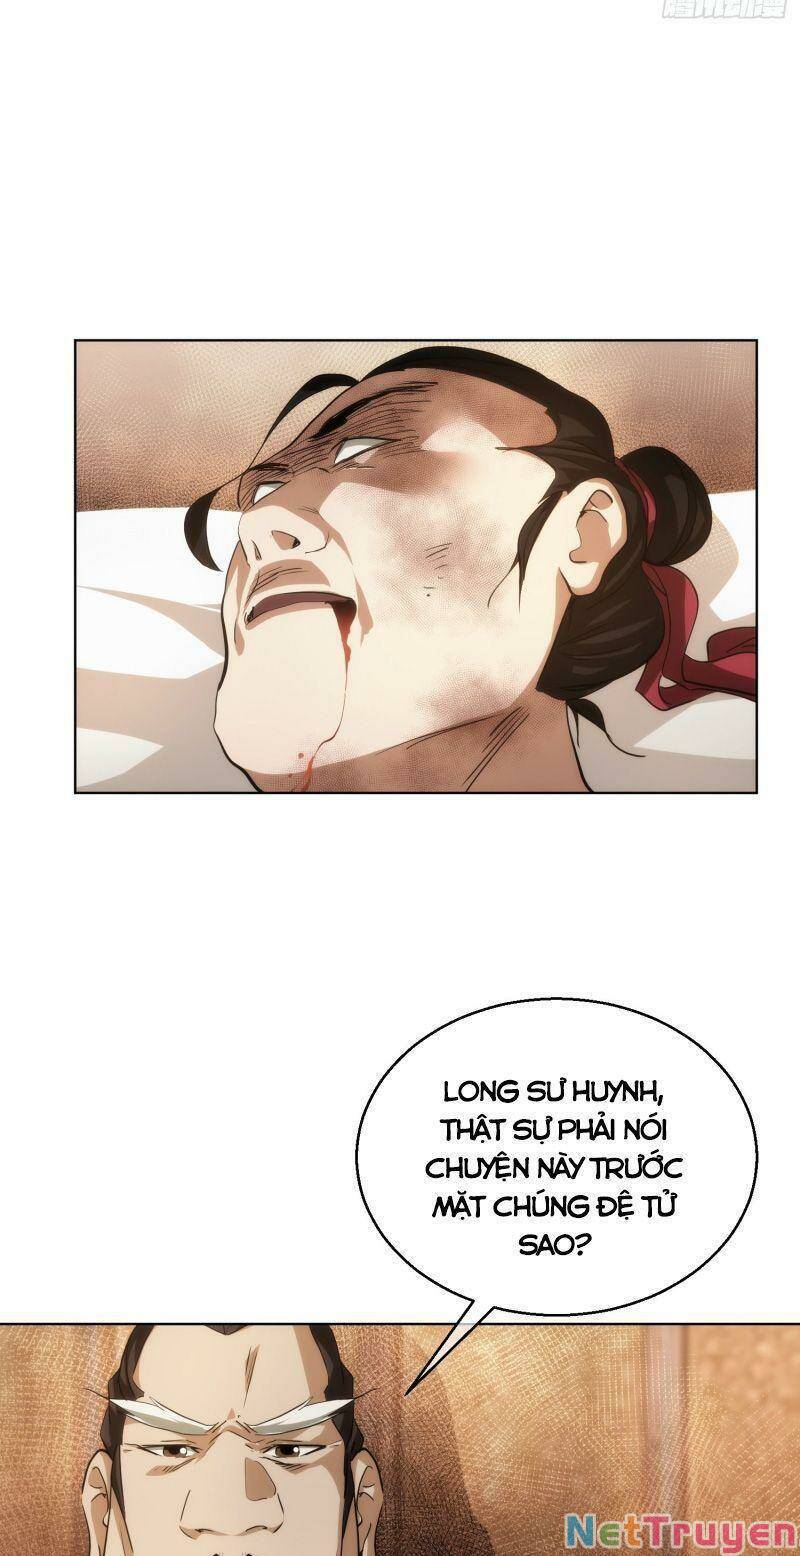 LONG SƯ HUYNH,
THẬT SỰ PHẢI NÓI
CHUYỆN NÀY TRƯỚC
MẶT CHÚNG ĐỆ TỬ
SAO?
NetTruyen